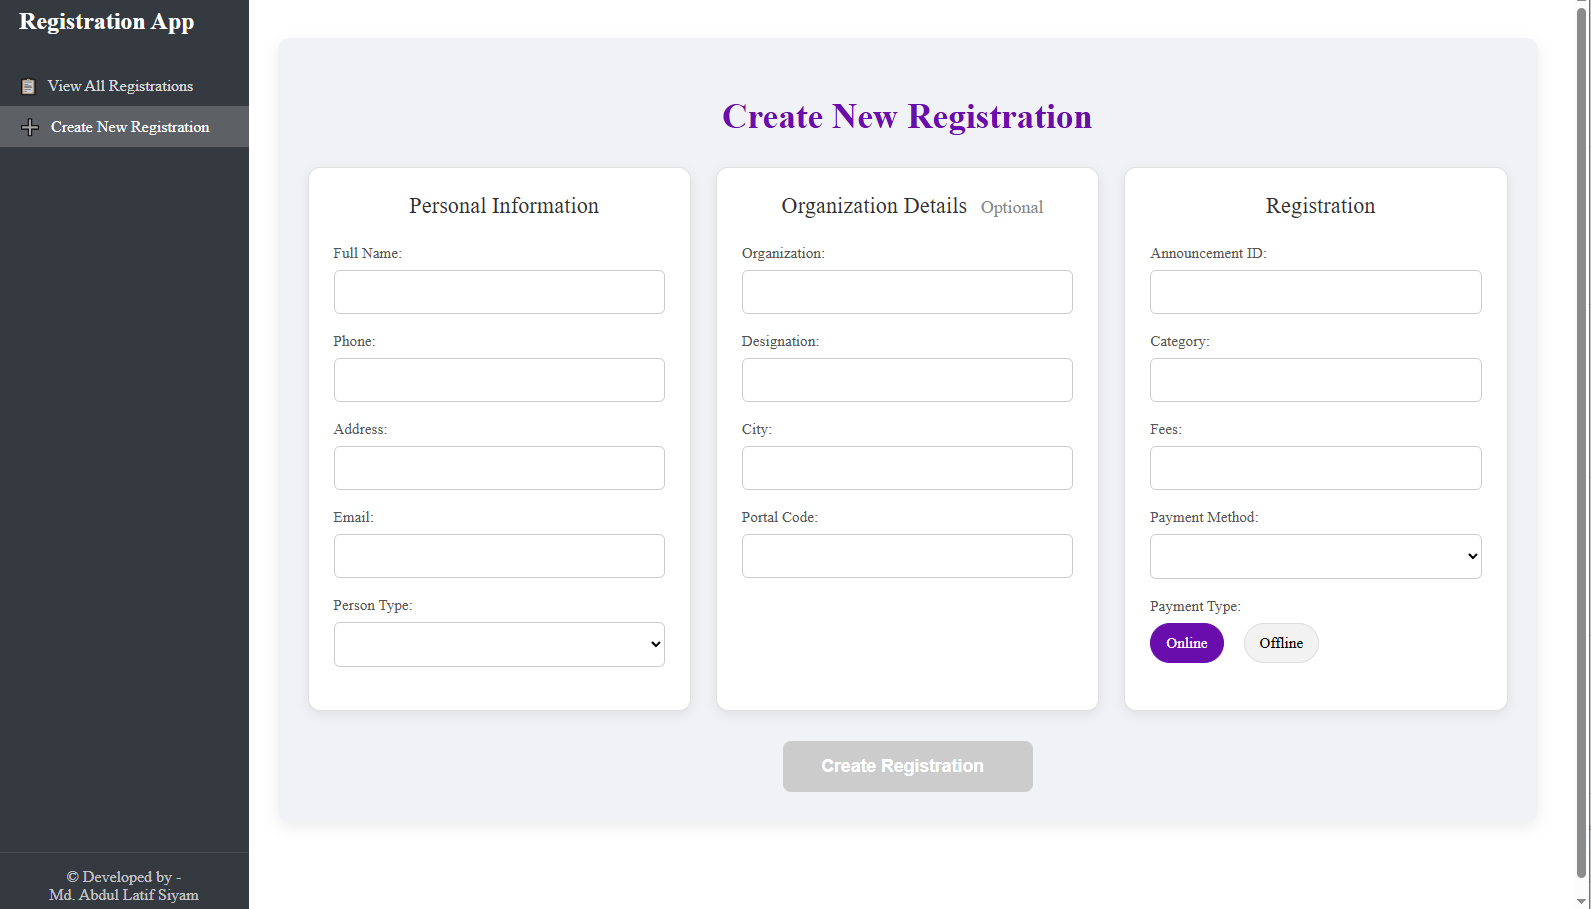 Registration App
View All Registrations
Create New Registration
Create New Registration
Personal Information
Full Name:
Phone:
Address:
Email:
Person Type:
Organization Details Optional
Organization:
Designation:
City:
Portal Code:
Registration
Announcement ID:
Category:
Fees:
Payment Method:
Payment Type:
Online Offline
Create Registration
© Developed by -
Md. Abdul Latif Siyam